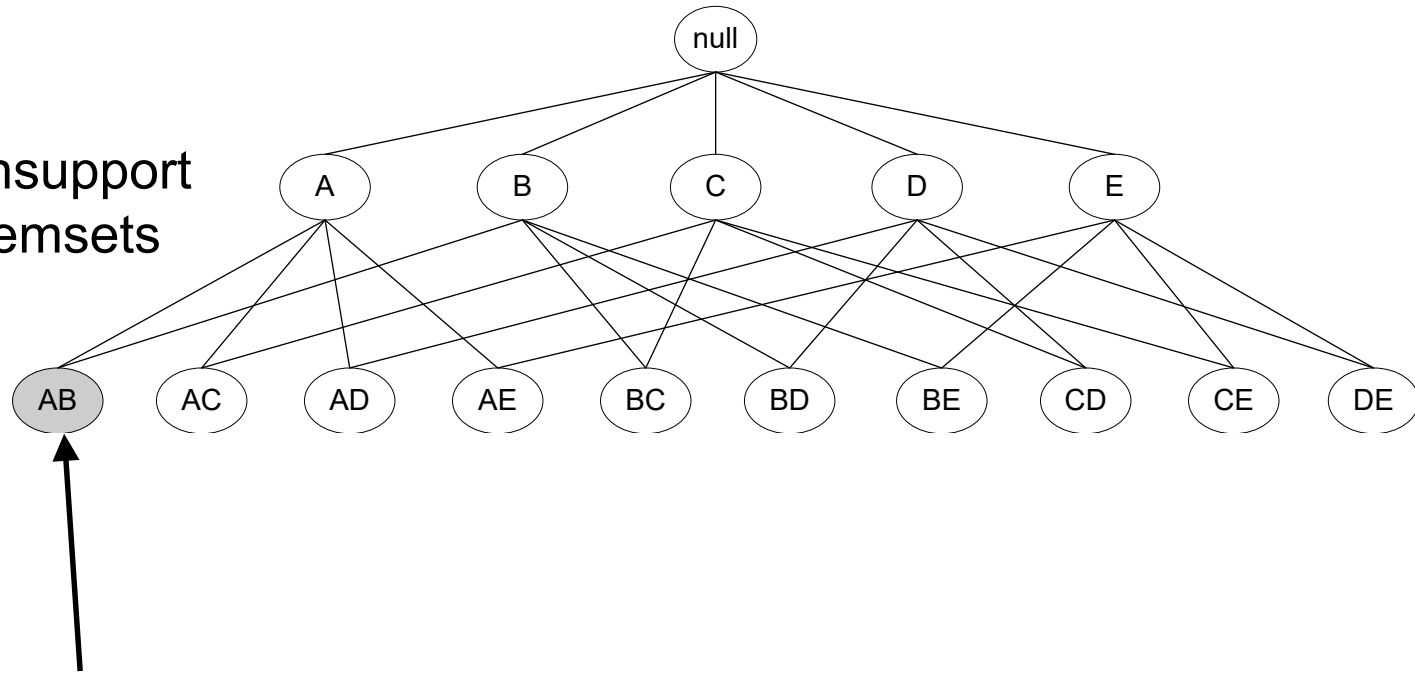 null
nsupport
A B C D E
emsets
AB AC AD AE BC BD BE CD CE DE